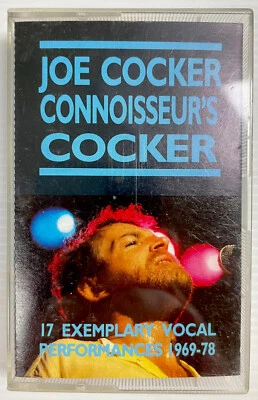 JOE COCKER
CONNOISSEUR'S
COCKER
17 EXEMPLARY VOCAL
PERFORMANCES 1969-78